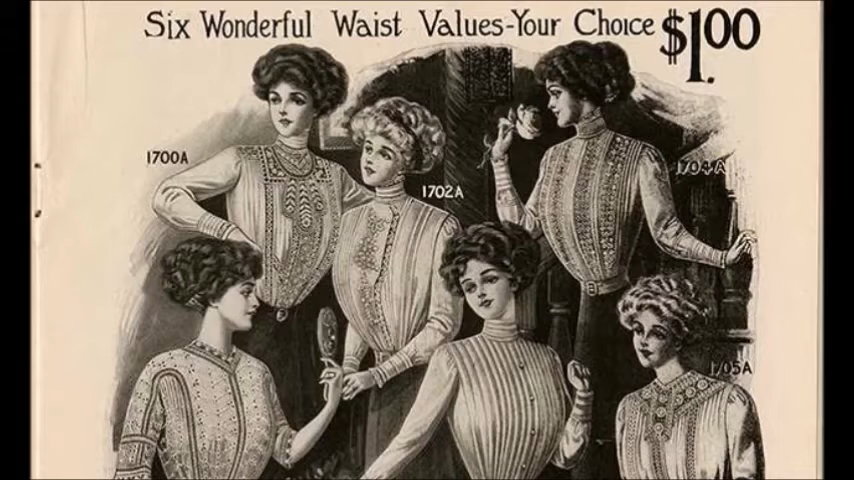 Six Wonderful Waist Values-Your Choice $1.00
1700A
1702A
1704A
1705A